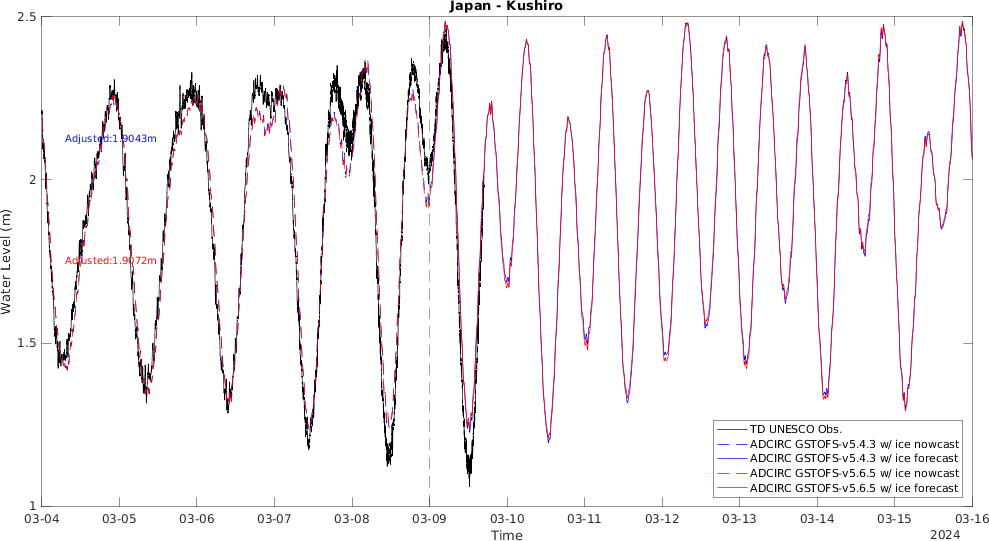 Japan - Kushiro
2.5
2
1.5
1
Water Level (m)
Adjusted:1.9043m
Adjusted:1.9072m
TD UNESCO Obs.
ADCIRC GSTOFS-v5.4.3 w/ ice nowcast
ADCIRC GSTOFS-v5.4.3 w/ ice forecast
ADCIRC GSTOFS-v5.6.5 w/ ice nowcast
ADCIRC GSTOFS-v5.6.5 w/ ice forecast
03-04 03-05 03-06 03-07 03-08 03-09 03-10 03-11 03-12 03-13 03-14 03-15 03-16
Time
2024